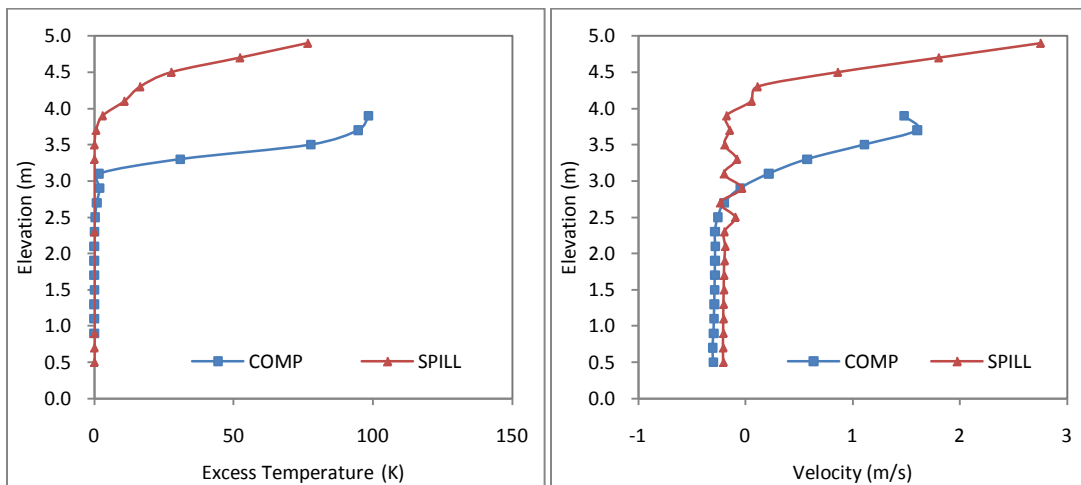 5.0
4.5
4.0
3.5
3.0
2.5
2.0
1.5
1.0
0.5
0.0
Elevation (m)
COMP SPILL
0 50 100 150
Excess Temperature (K)
5.0
4.5
4.0
3.5
3.0
2.5
2.0
1.5
1.0
0.5
0.0
Elevation (m)
COMP SPILL
-1 0 1 2 3
Velocity (m/s)